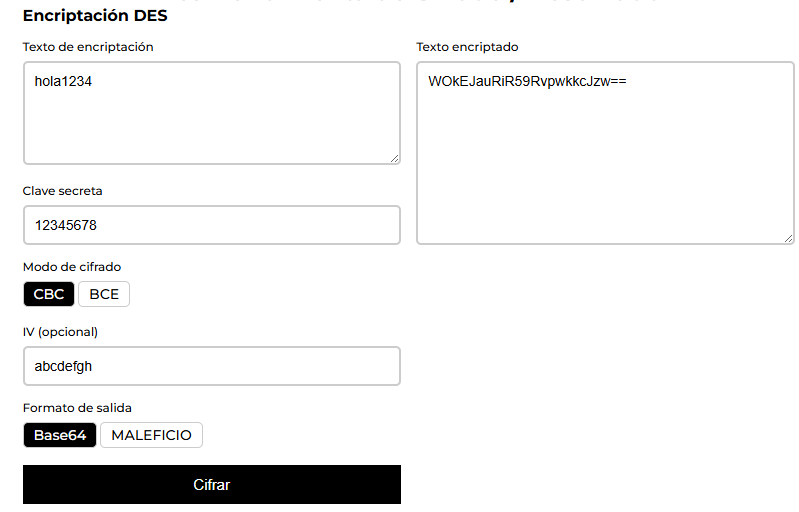 Encriptación DES
Texto de encriptación
hola1234
Texto encriptado
WOkEJauRiR59RvpwkkcJzw==
Clave secreta
12345678
Modo de cifrado
CBC BCE
IV (opcional)
abcdefgh
Formato de salida
Base64 MALEFICIO
Cifrar